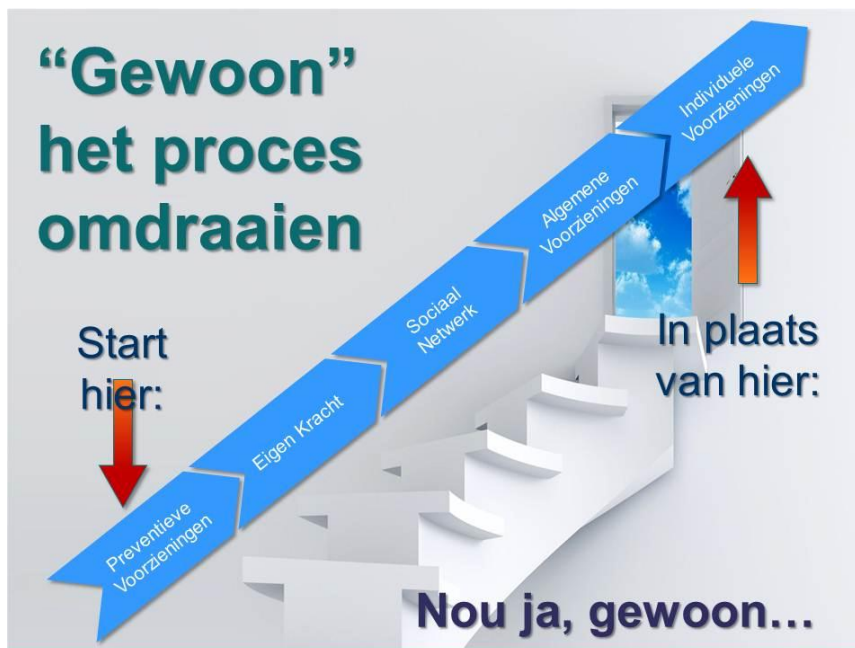 “Gewoon”
het proces
omdraaien
Start
hier:
Preventieve
Voorzieningen
Eigen Kracht
Sociaal
Netwerk
Algemene
Voorzieningen
Individuele
Voorzieningen
In plaats
van hier:
Nou ja, gewoon…